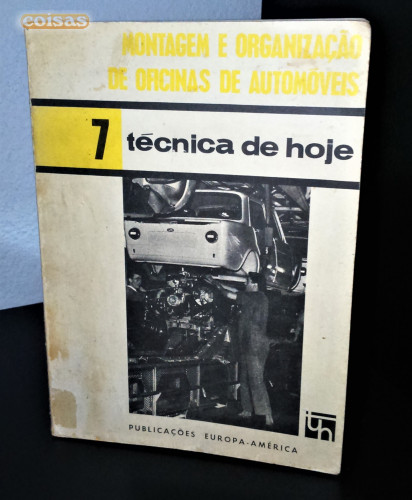 coisas
MONTAGEM E ORGANIZAÇÃO
DE OFICINAS DE AUTOMÓVEIS
7 técnica de hoje
PUBLICAÇÕES EUROPA-AMÉRICA